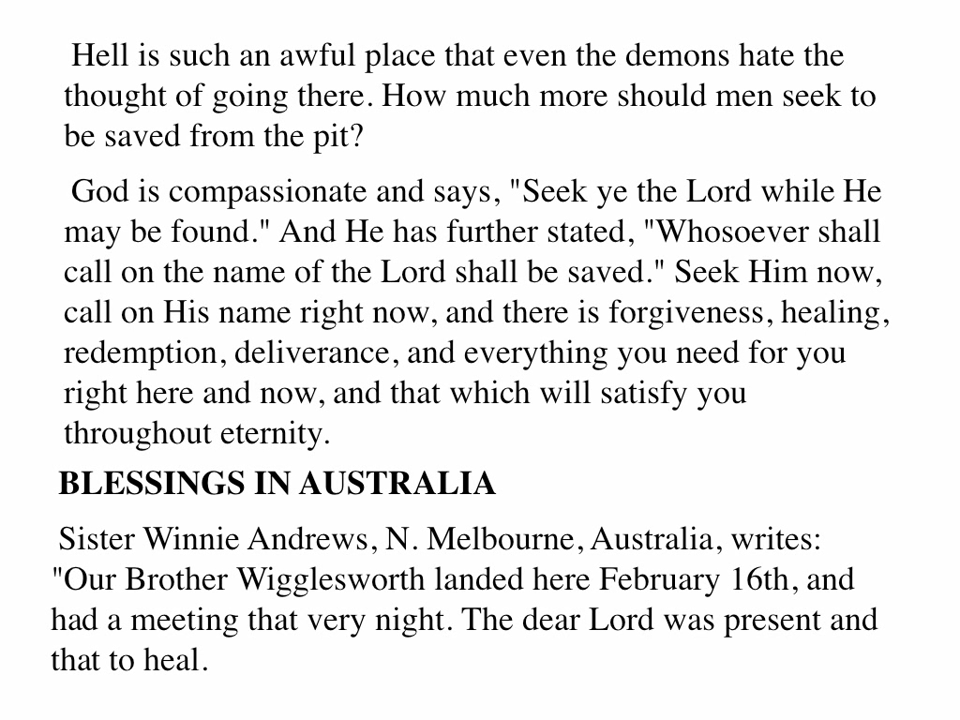 Hell is such an awful place that even the demons hate the
thought of going there. How much more should men seek to
be saved from the pit?
God is compassionate and says, "Seek ye the Lord while He
may be found." And He has further stated, "Whosoever shall
call on the name of the Lord shall be saved." Seek Him now,
call on His name right now, and there is forgiveness, healing,
redemption, deliverance, and everything you need for you
right here and now, and that which will satisfy you
throughout eternity.
BLESSINGS IN AUSTRALIA
Sister Winnie Andrews, N. Melbourne, Australia, writes:
"Our Brother Wigglesworth landed here February 16th, and
had a meeting that very night. The dear Lord was present and
that to heal.